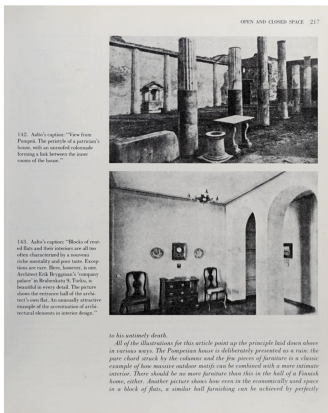 OPEN AND CLOSED SPACE 217
142. Aalto's caption: "View from
Pompeii. The peristyle of a patrician's
house, with an unroofed colonnade
forming a link between the inner
rooms of the house."
143. Aalto's caption: "Blocks of rent-
ed flats and their interiors are all too
often characterized by a nouveau
riche mentality and poor taste. Excep-
tions are rare. Here, however, is one.
Architect Erik Bryggman's 'company
palace' in Brahenkatu 9, Turku, is
beautiful in every detail. The picture
shows the entrance hall of the archi-
tect's own flat. An unusually attractive
example of the accentuation of archi-
tectural elements in interior design."
to his untimely death.
All of the illustrations for this article point up the principle laid down above
in various ways. The Pompeiian house is deliberately presented as a ruin: the
pure chord struck by the columns and the few pieces of furniture is a classic
example of how massive outdoor motifs can be combined with a more intimate
interior. There should be no more furniture than this in the hall of a Finnish
home, either. Another picture shows how even in the economically used space
in a block of flats, a similar hall furnishing can be achieved by perfectly